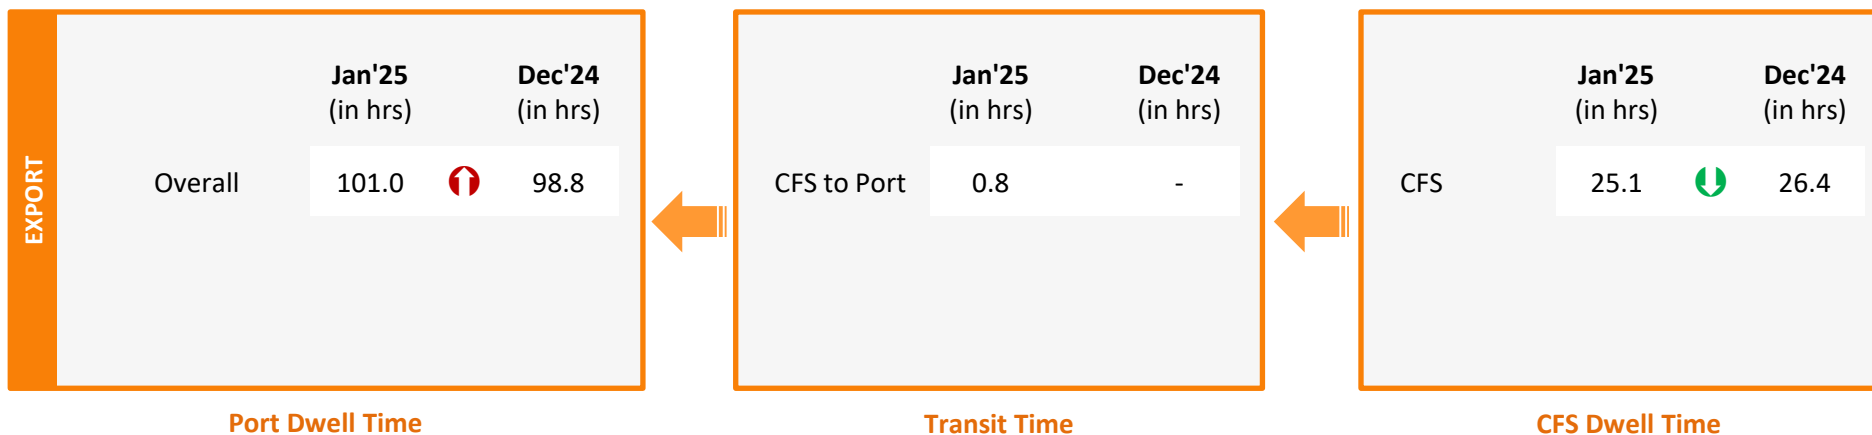 EXPORT
Jan'25 Dec'24
(in hrs) (in hrs)
Overall 101.0 98.8
Port Dwell Time
Jan'25 Dec'24
(in hrs) (in hrs)
CFS to Port 0.8 -
Transit Time
Jan'25 Dec'24
(in hrs) (in hrs)
CFS 25.1 26.4
CFS Dwell Time